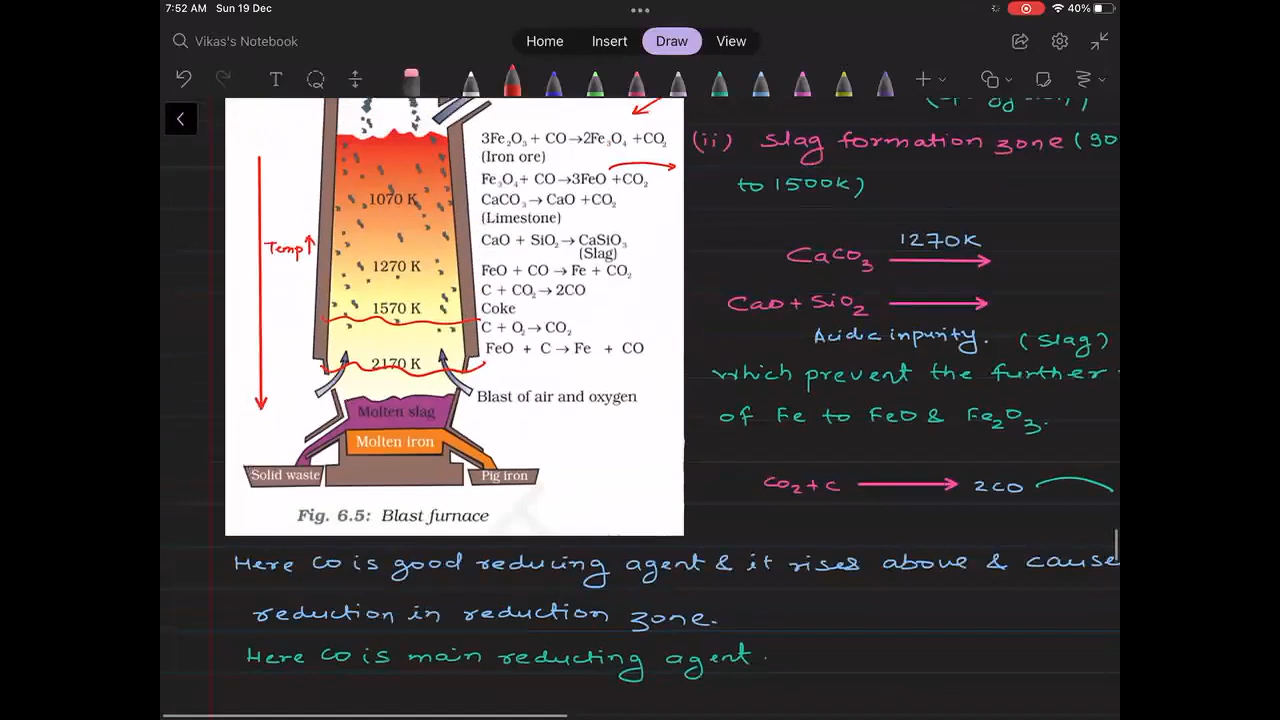 7:52 AM Sun 19 Dec
40%
Vikas's Notebook
Home Insert Draw View
3Fe₂O₃ + CO→2Fe₃O₄ +CO₂
(Iron ore)
Fe₃O₄+ CO→3FeO +CO₂
CaCO₃→ CaO +CO₂
(Limestone)
CaO + SiO₂→ CaSiO₃
(Slag)
FeO + CO → Fe + CO₂
C + CO₂→ 2CO
Coke
C + O₂→ CO₂
FeO + C → Fe + CO
1070 K
Temp↑
1270 K
1570 K
2170 K
Blast of air and oxygen
Molten slag
Molten iron
Solid waste
Pig iron
Fig. 6.5: Blast furnace
(ii) Slag formation zone (90
to 1500K)
CaCO₃ 1270K →
CaO + SiO₂ →
Acidic inpurity. (Slag)
which prevent the further
of Fe to FeO & Fe₂O₃.
CO₂ + C → 2CO
Here CO is good reducing agent & it rises above & cause
reduction in reduction zone.
Here CO is main reducting agent.